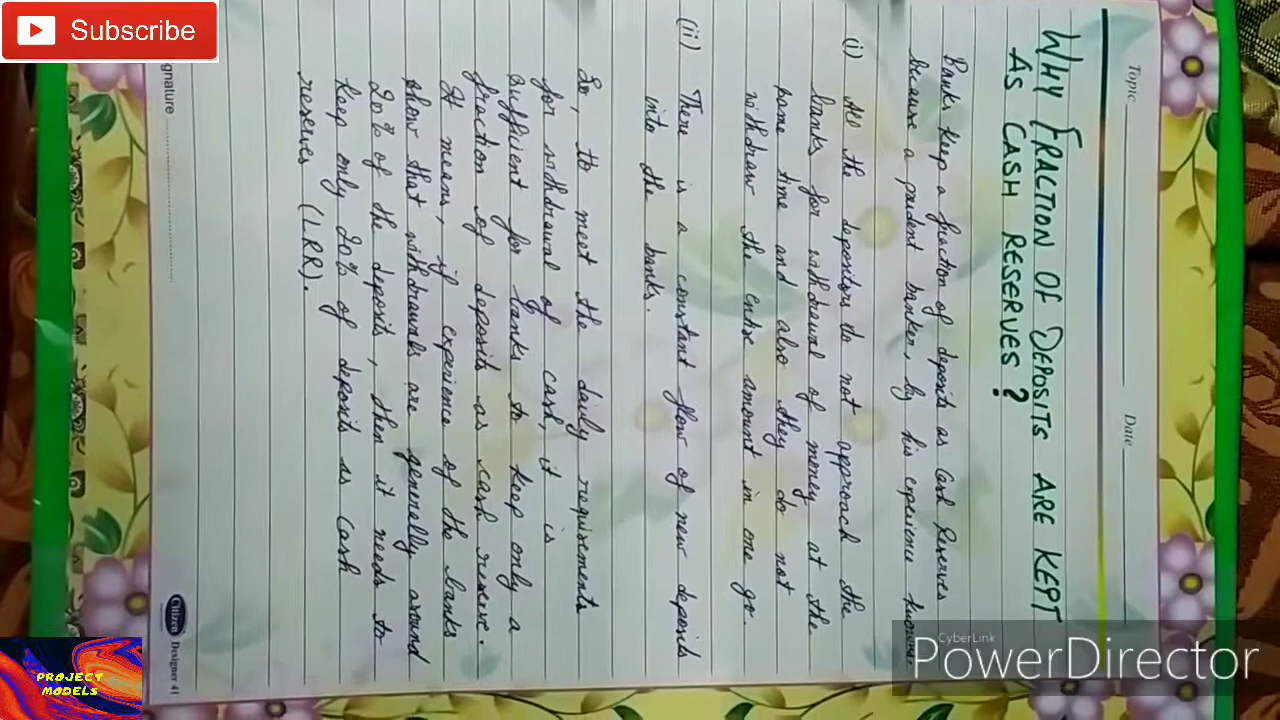 Subscribe
Topic
Date
WHY FRACTION OF DEPOSITS ARE KEPT
AS CASH RESERVES?
Banks keep a fraction of deposits as Cash Reserves
because a prudent banker, by his experience knows:
(i) All the depositors do not approach the
banks for withdrawal of money at the
same time and also they do not
withdraw the entire amount in one go.
(ii) There is a constant flow of new deposits
into the banks.
So, to meet the daily requirements
for withdrawal of cash, it is
sufficient for banks to keep only a
fraction of deposits as cash reserve.
It means, if experience of the banks
show that withdrawals are generally around
20% of the deposits, then it needs to
keep only 20% of deposits as cash
reserves (LRR).
gnature
Citizen Designer 41
PROJECT
MODELS
CyberLink
PowerDirector